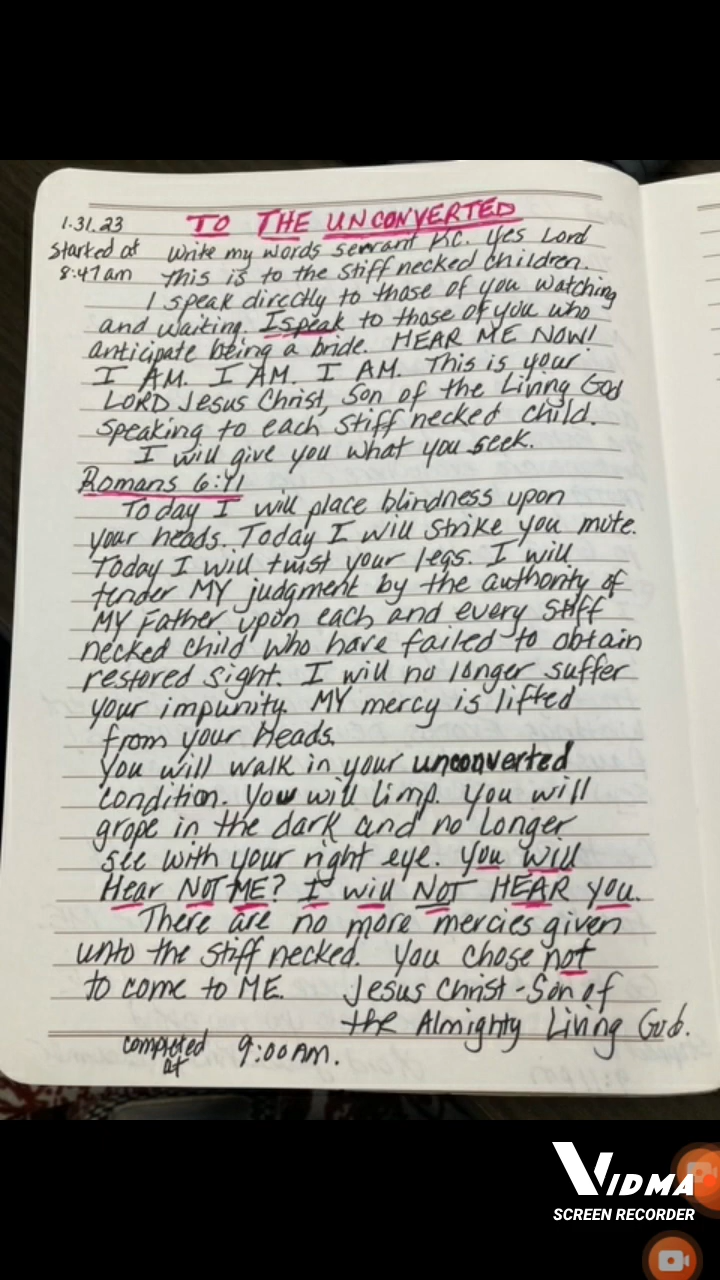 1.31.23
Started at
8:47am
TO THE UNCONVERTED
Write my words servant KC. Yes Lord
This is to the stiff necked children.
I speak directly to those of you watching
and waiting. I speak to those of you who
anticipate being a bride. HEAR ME NOW!
I AM. I AM. I AM. This is your
LORD Jesus Christ, Son of the Living God
speaking to each stiff necked child.
I will give you what you seek.
Romans 6:41
Today I will place blindness upon
your heads. Today I will strike you mute.
Today I will twist your legs. I will
tender MY judgment by the authority of
MY Father upon each and every stiff
necked child who have failed to obtain
restored sight. I will no longer suffer
your impunity. MY mercy is lifted
from your heads.
You will walk in your unconverted
condition. You will limp. You will
grope in the dark and no longer
see with your right eye. You will
Hear NOT ME? I will NOT HEAR you.
There are no more mercies given
unto the stiff necked. You chose not
to come to ME. Jesus Christ - Son of
the Almighty Living God.
completed
at 9:00AM.
VIDMA
SCREEN RECORDER